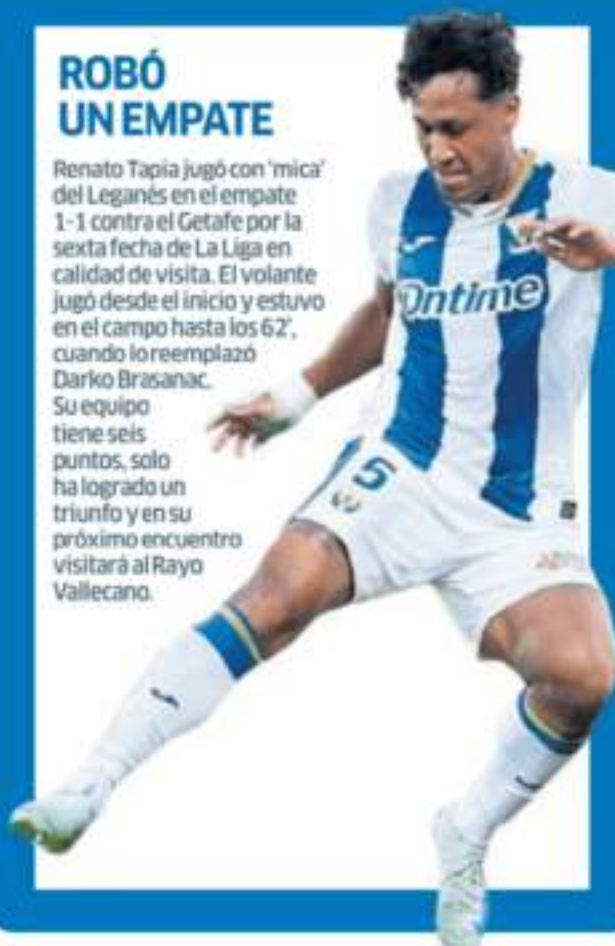 ROBÓ
UN EMPATE
Renato Tapia jugó con 'mica'
del Leganés en el empate
1-1 contra el Getafe por la
sexta fecha de La Liga en
calidad de visita. El volante
jugó desde el inicio y estuvo
en el campo hasta los 62',
cuando lo reemplazó
Darko Brasanac.
Su equipo
tiene seis
puntos, solo
ha logrado un
triunfo y en su
próximo encuentro
visitará al Rayo
Vallecano.
Ontime
5